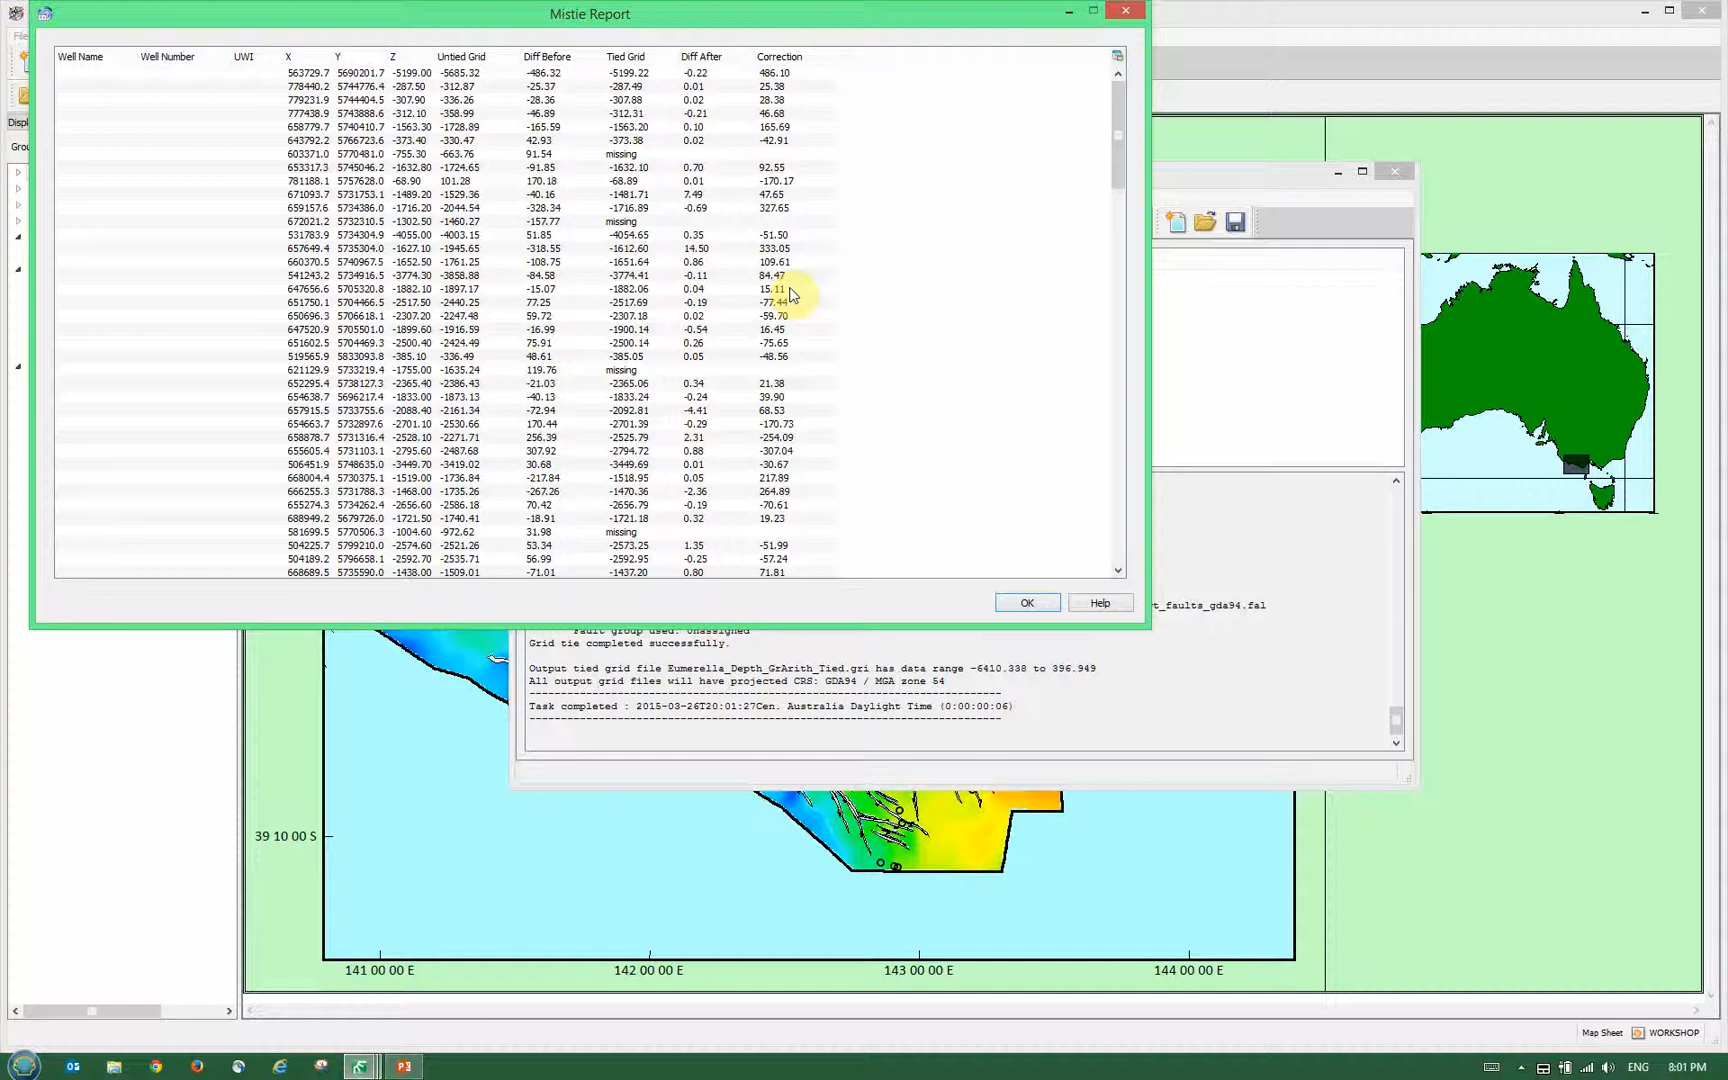 Mistie Report
File
Well Name Well Number UWI X Y Z Untied Grid Diff Before Tied Grid Diff After Correction
563729.7 5690201.7 -5199.00 -5685.32 -486.32 -5199.22 -0.22 486.10
778440.2 5744776.4 -287.50 -312.87 -25.37 -287.49 0.01 25.38
779231.9 5744404.5 -307.90 -336.26 -28.36 -307.88 0.02 28.38
777438.9 5743888.6 -312.10 -358.99 -46.89 -312.31 -0.21 46.68
658779.7 5740410.7 -1563.30 -1728.89 -165.59 -1563.20 0.10 165.69
643792.2 5766723.6 -373.40 -330.47 42.93 -373.38 0.02 -42.91
603371.0 5770481.0 -755.30 -663.76 91.54 missing
653317.3 5745046.2 -1632.80 -1724.65 -91.85 -1632.10 0.70 92.55
781188.1 5757628.0 -68.90 101.28 170.18 -68.89 0.01 -170.17
671093.7 5731753.1 -1489.20 -1529.36 -40.16 -1481.71 7.49 47.65
659157.6 5734386.0 -1716.20 -2044.54 -328.34 -1716.89 -0.69 327.65
672021.2 5732310.5 -1302.50 -1460.27 -157.77 missing
531783.9 5734304.9 -4055.00 -4003.15 51.85 -4054.65 0.35 -51.50
657649.4 5735304.0 -1627.10 -1945.65 -318.55 -1612.60 14.50 333.05
660370.5 5740967.5 -1652.50 -1761.25 -108.75 -1651.64 0.86 109.61
541243.2 5734916.5 -3774.30 -3858.88 -84.58 -3774.41 -0.11 84.47
647656.6 5705320.8 -1882.10 -1897.17 -15.07 -1882.06 0.04 15.11
651750.1 5704466.5 -2517.50 -2440.25 77.25 -2517.69 -0.19 -77.44
650696.3 5706618.1 -2307.20 -2247.48 59.72 -2307.18 0.02 -59.70
647520.9 5705501.0 -1899.60 -1916.59 -16.99 -1900.14 -0.54 16.45
651602.5 5704469.3 -2500.40 -2424.49 75.91 -2500.14 0.26 -75.65
519565.9 5833093.8 -385.10 -336.49 48.61 -385.05 0.05 -48.56
621129.9 5733219.4 -1755.00 -1635.24 119.76 missing
652295.4 5738127.3 -2365.40 -2386.43 -21.03 -2365.06 0.34 21.38
654638.7 5696217.4 -1833.00 -1873.13 -40.13 -1833.24 -0.24 39.90
657915.5 5733755.6 -2088.40 -2161.34 -72.94 -2092.81 -4.41 68.53
654663.7 5732897.6 -2701.10 -2530.66 170.44 -2701.39 -0.29 -170.73
658878.7 5731316.4 -2528.10 -2271.71 256.39 -2525.79 2.31 -254.09
655605.4 5731103.1 -2795.60 -2487.68 307.92 -2794.72 0.88 -307.04
506451.9 5748635.0 -3449.70 -3419.02 30.68 -3449.69 0.01 -30.67
668004.4 5730375.1 -1519.00 -1736.84 -217.84 -1518.95 0.05 217.89
666255.3 5731788.3 -1468.00 -1735.26 -267.26 -1470.36 -2.36 264.89
655274.3 5734262.4 -2656.60 -2586.18 70.42 -2656.79 -0.19 -70.61
688949.2 5679726.0 -1721.50 -1740.41 -18.91 -1721.18 0.32 19.23
581699.5 5770506.3 -1004.60 -972.62 31.98 missing
504225.7 5799210.0 -2574.60 -2521.26 53.34 -2573.25 1.35 -51.99
504189.2 5796658.1 -2592.70 -2535.71 56.99 -2592.95 -0.25 -57.24
668689.5 5735590.0 -1438.00 -1509.01 -71.01 -1437.20 0.80 71.81
OK Help
t_faults_gda94.fal
Fault group used: Unassigned
Grid tie completed successfully.
Output tied grid file Eumerella_Depth_GrArith_Tied.gri has data range -6410.338 to 396.949
All output grid files will have projected CRS: GDA94 / MGA zone 54
Task completed : 2015-03-26T20:01:27Cen. Australia Daylight Time (0:00:00:06)
39 10 00 S
141 00 00 E 142 00 00 E 143 00 00 E 144 00 00 E
Map Sheet WORKSHOP
ENG 8:01 PM